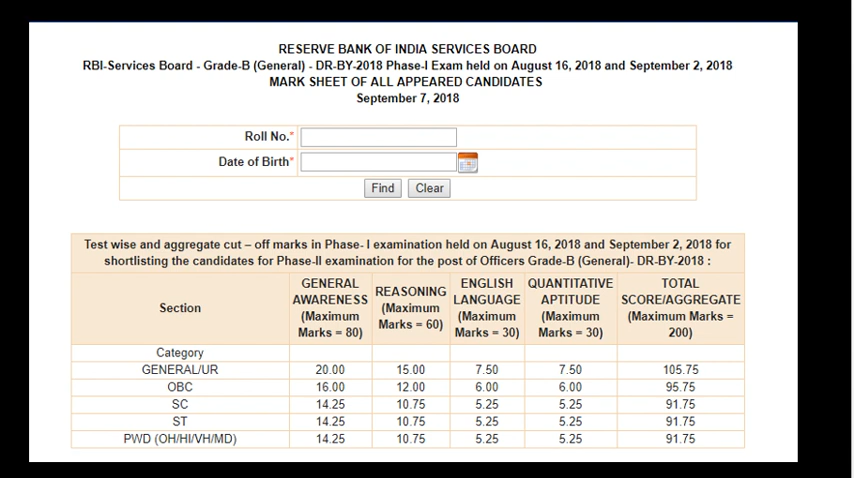 RESERVE BANK OF INDIA SERVICES BOARD
RBI-Services Board - Grade-B (General) - DR-BY-2018 Phase-I Exam held on August 16, 2018 and September 2, 2018
MARK SHEET OF ALL APPEARED CANDIDATES
September 7, 2018
Roll No.*
Date of Birth*
Find Clear
Test wise and aggregate cut – off marks in Phase- I examination held on August 16, 2018 and September 2, 2018 for
shortlisting the candidates for Phase-II examination for the post of Officers Grade-B (General)- DR-BY-2018 :
Section
GENERAL
AWARENESS
(Maximum
Marks = 80)
REASONING
(Maximum
Marks = 60)
ENGLISH
LANGUAGE
(Maximum
Marks = 30)
QUANTITATIVE
APTITUDE
(Maximum
Marks = 30)
TOTAL
SCORE/AGGREGATE
(Maximum Marks =
200)
Category
GENERAL/UR 20.00 15.00 7.50 7.50 105.75
OBC 16.00 12.00 6.00 6.00 95.75
SC 14.25 10.75 5.25 5.25 91.75
ST 14.25 10.75 5.25 5.25 91.75
PWD (OH/HI/VH/MD) 14.25 10.75 5.25 5.25 91.75